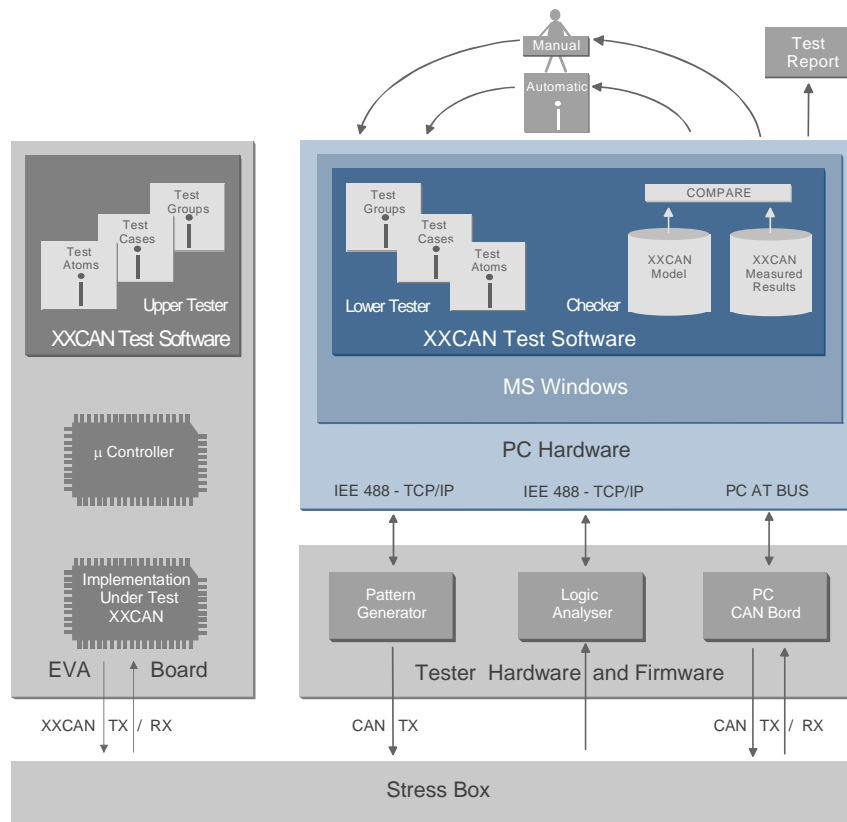 Manual
Automatic
Test
Report
Test
Groups
Test
Cases
Test
Atoms
Upper Tester
XXCAN Test Software
μ Controller
Implementation
Under Test
XXCAN
EVA Board
Test
Groups
Test
Cases
Test
Atoms
Lower Tester
COMPARE
XXCAN
Model
XXCAN
Measured
Results
Checker
XXCAN Test Software
MS Windows
PC Hardware
IEE 488 - TCP/IP
IEE 488 - TCP/IP
PC AT BUS
Pattern
Generator
Logic
Analyser
PC
CAN Bord
Tester Hardware and Firmware
XXCAN TX / RX
CAN TX
CAN TX / RX
Stress Box